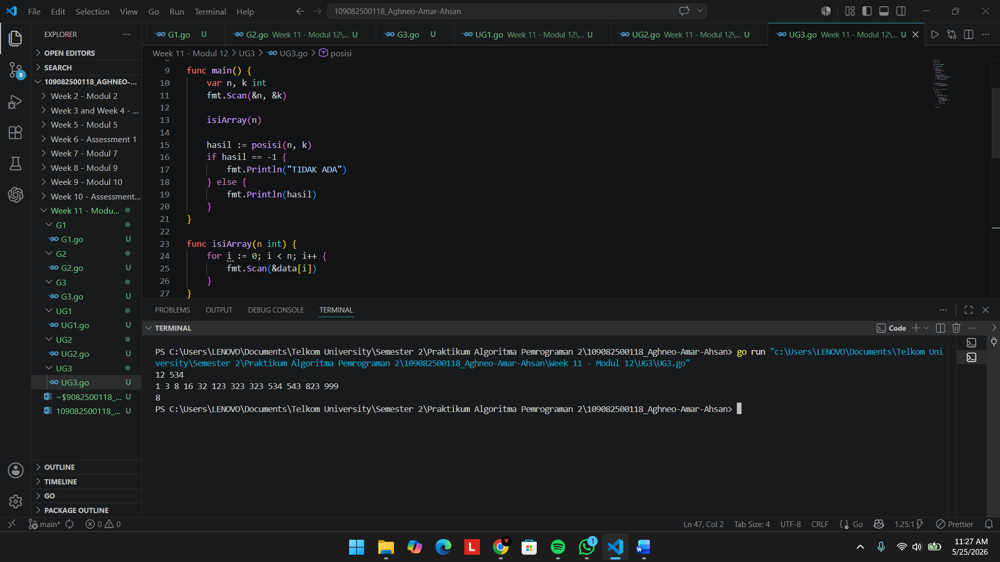 File Edit Selection View Go Run Terminal Help
109082500118_Aghneo-Amar-Ahsan
EXPLORER
G1.go U
G2.go Week 11 - Modul 12\... U
G3.go U
UG1.go Week 11 - Modul 12\... U
UG2.go Week 11 - Modul 12\... U
UG3.go Week 11 - Modul 12\... U
Week 11 - Modul 12 > UG3 > UG3.go > posisi
OPEN EDITORS
SEARCH
109082500118_AGHNEO-...
Week 2 - Modul 2
Week 3 and Week 4 - ...
Week 5 - Modul 5
Week 6 - Assessment 1
Week 7 - Modul 7
Week 8 - Modul 9
Week 9 - Modul 10
Week 10 - Assessment...
Week 11 - Modu...
G1
G1.go U
G2
G2.go U
G3
G3.go U
UG1
UG1.go U
UG2
UG2.go U
UG3
UG3.go U
~$9082500118_... U
109082500118_... U
OUTLINE
TIMELINE
GO
PACKAGE OUTLINE
8
9 func main() {
10 var n, k int
11 fmt.Scan(&n, &k)
12
13 isiArray(n)
14
15 hasil := posisi(n, k)
16 if hasil == -1 {
17 fmt.Println("TIDAK ADA")
18 } else {
19 fmt.Println(hasil)
20 }
21 }
22
23 func isiArray(n int) {
24 for i := 0; i < n; i++ {
25 fmt.Scan(&data[i])
26 }
27 }
PROBLEMS OUTPUT DEBUG CONSOLE TERMINAL
TERMINAL
Code
PS C:\Users\LENOVO\Documents\Telkom University\Semester 2\Praktikum Algoritma Pemrograman 2\109082500118_Aghneo-Amar-Ahsan> go run "c:\Users\LENOVO\Documents\Telkom Uni
versity\Semester 2\Praktikum Algoritma Pemrograman 2\109082500118_Aghneo-Amar-Ahsan\Week 11 - Modul 12\UG3\UG3.go"
12 534
1 3 8 16 32 123 323 323 534 543 823 999
8
PS C:\Users\LENOVO\Documents\Telkom University\Semester 2\Praktikum Algoritma Pemrograman 2\109082500118_Aghneo-Amar-Ahsan>
main* 0 0
Ln 47, Col 2 Tab Size: 4 UTF-8 CRLF {} Go 1.25.1 Prettier
L
1
W
11:27 AM
5/25/2026